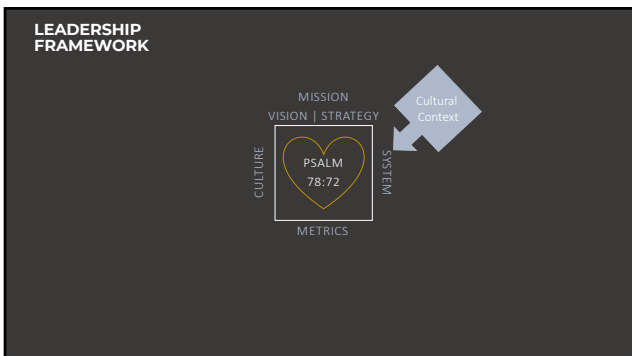 LEADERSHIP
FRAMEWORK
MISSION
VISION | STRATEGY
Cultural
Context
CULTURE
PSALM
78:72
SYSTEM
METRICS